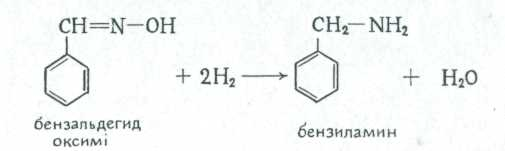 CH=N—OH
CH₂—NH₂
+ 2H₂ ⟶ + H₂O
бензальдегид
оксимі
бензиламин